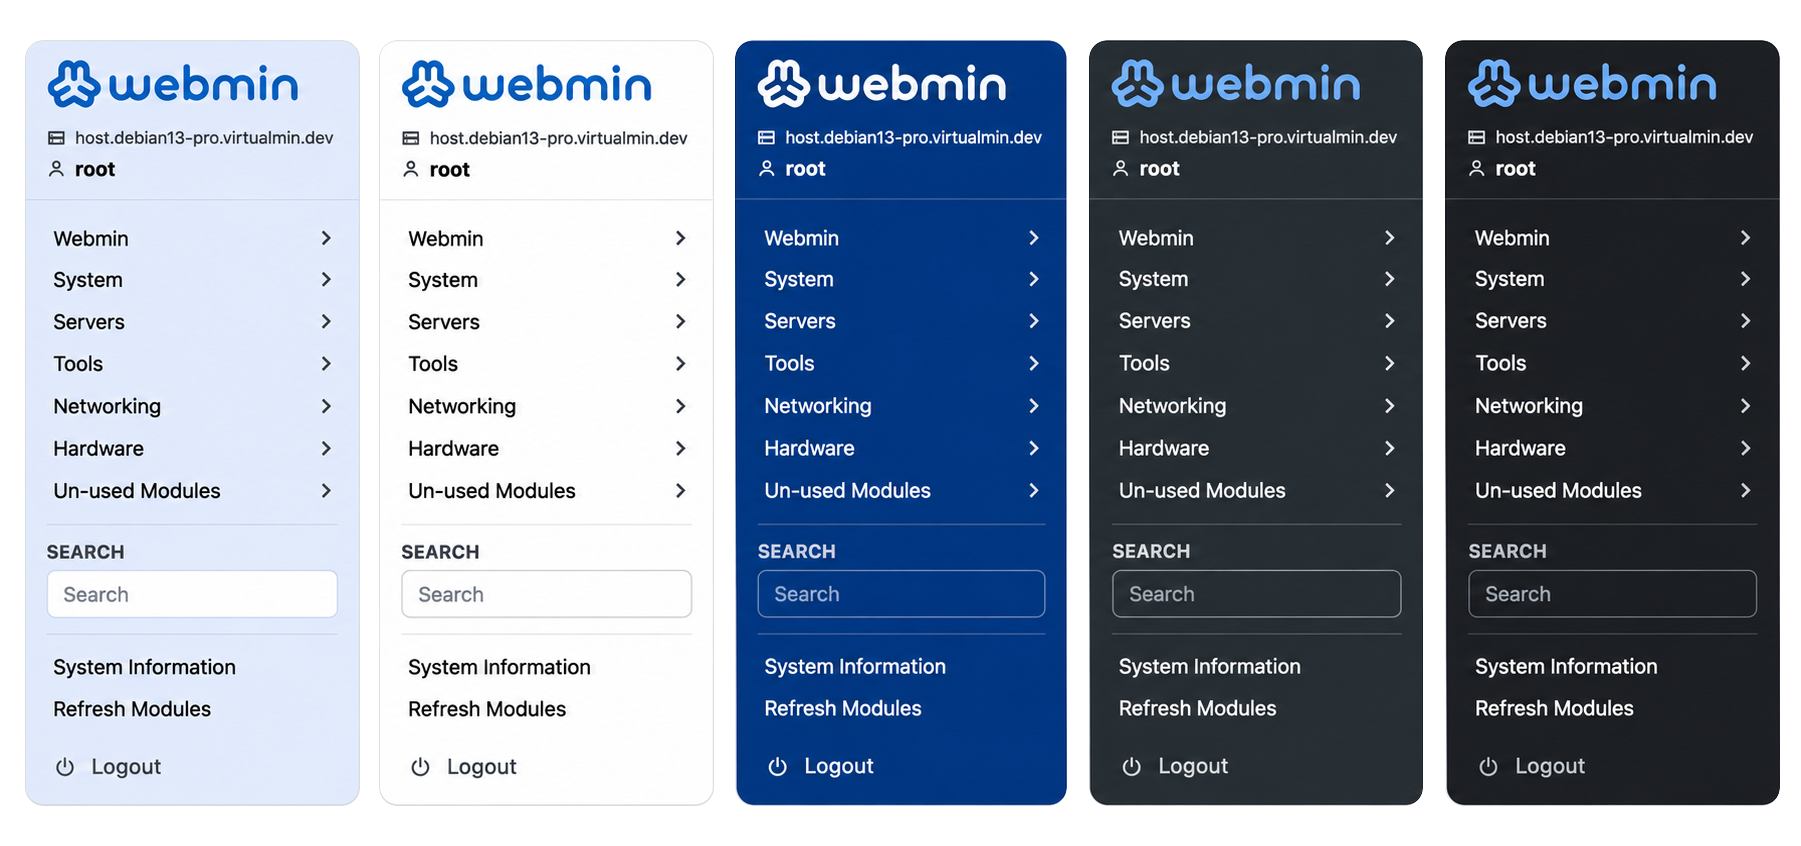 webmin
host.debian13-pro.virtualmin.dev
root
Webmin
System
Servers
Tools
Networking
Hardware
Un-used Modules
SEARCH
Search
System Information
Refresh Modules
Logout
webmin
host.debian13-pro.virtualmin.dev
root
Webmin
System
Servers
Tools
Networking
Hardware
Un-used Modules
SEARCH
Search
System Information
Refresh Modules
Logout
webmin
host.debian13-pro.virtualmin.dev
root
Webmin
System
Servers
Tools
Networking
Hardware
Un-used Modules
SEARCH
Search
System Information
Refresh Modules
Logout
webmin
host.debian13-pro.virtualmin.dev
root
Webmin
System
Servers
Tools
Networking
Hardware
Un-used Modules
SEARCH
Search
System Information
Refresh Modules
Logout
webmin
host.debian13-pro.virtualmin.dev
root
Webmin
System
Servers
Tools
Networking
Hardware
Un-used Modules
SEARCH
Search
System Information
Refresh Modules
Logout